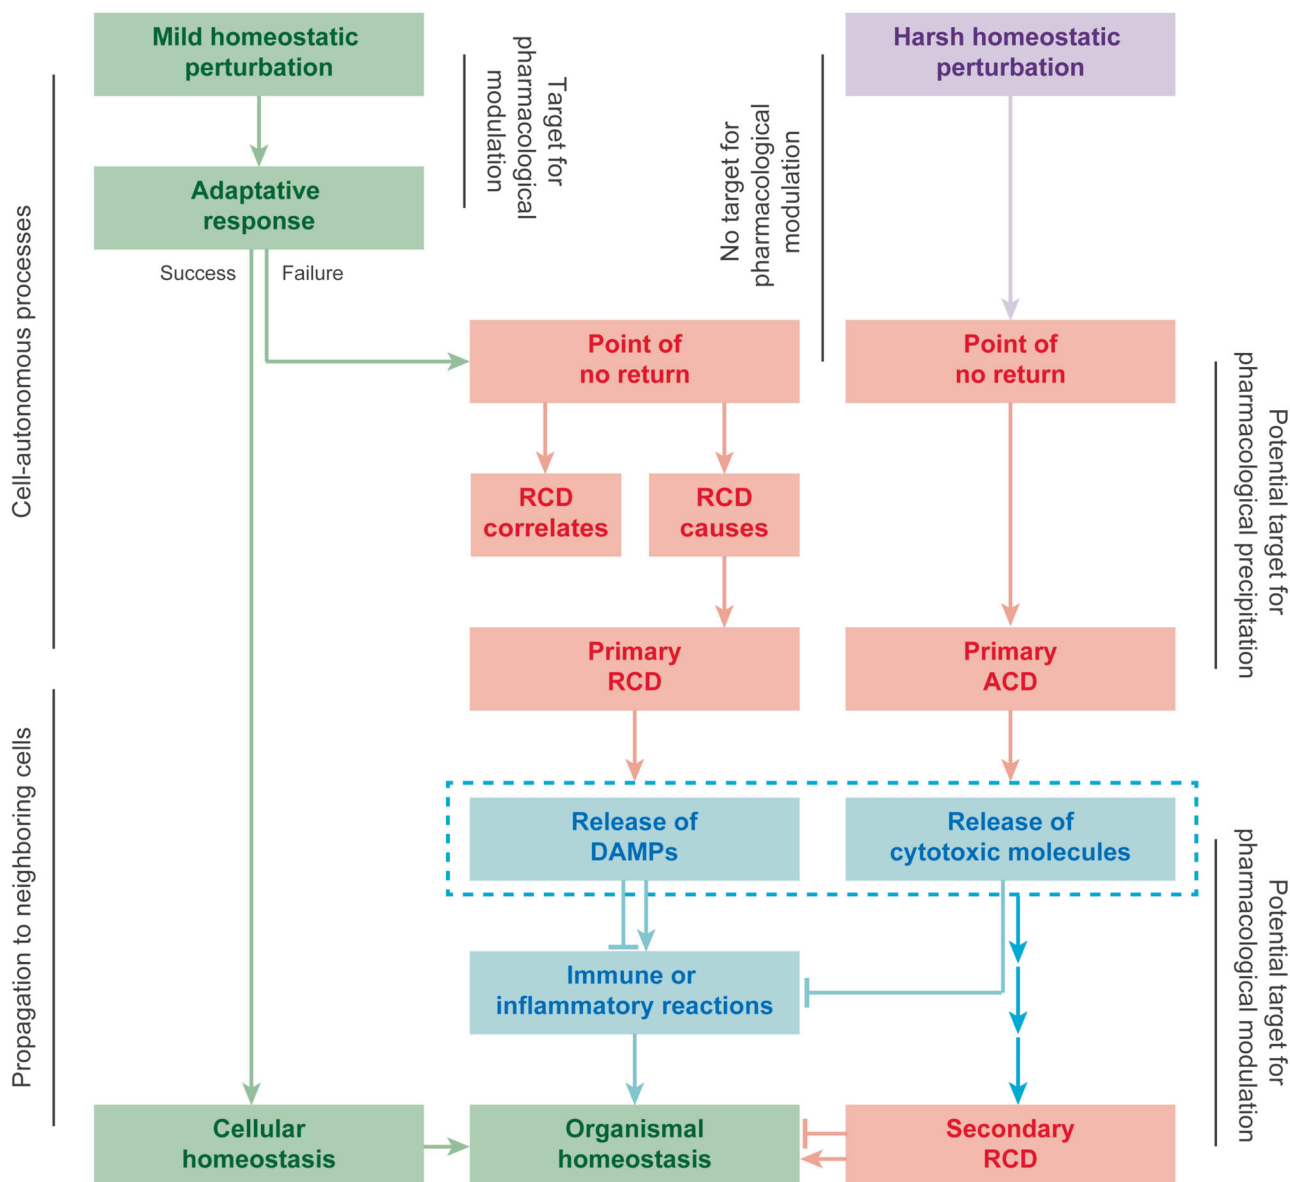 Mild homeostatic
perturbation
Harsh homeostatic
perturbation
Target for
pharmacological
modulation
No target for
pharmacological
modulation
Adaptative
response
Success
Failure
Cell-autonomous processes
Point of
no return
Point of
no return
Potential target for
pharmacological precipitation
RCD
correlates
RCD
causes
Primary
RCD
Primary
ACD
Propagation to neighboring cells
Release of
DAMPs
Release of
cytotoxic molecules
Potential target for
pharmacological modulation
Immune or
inflammatory reactions
Cellular
homeostasis
Organismal
homeostasis
Secondary
RCD